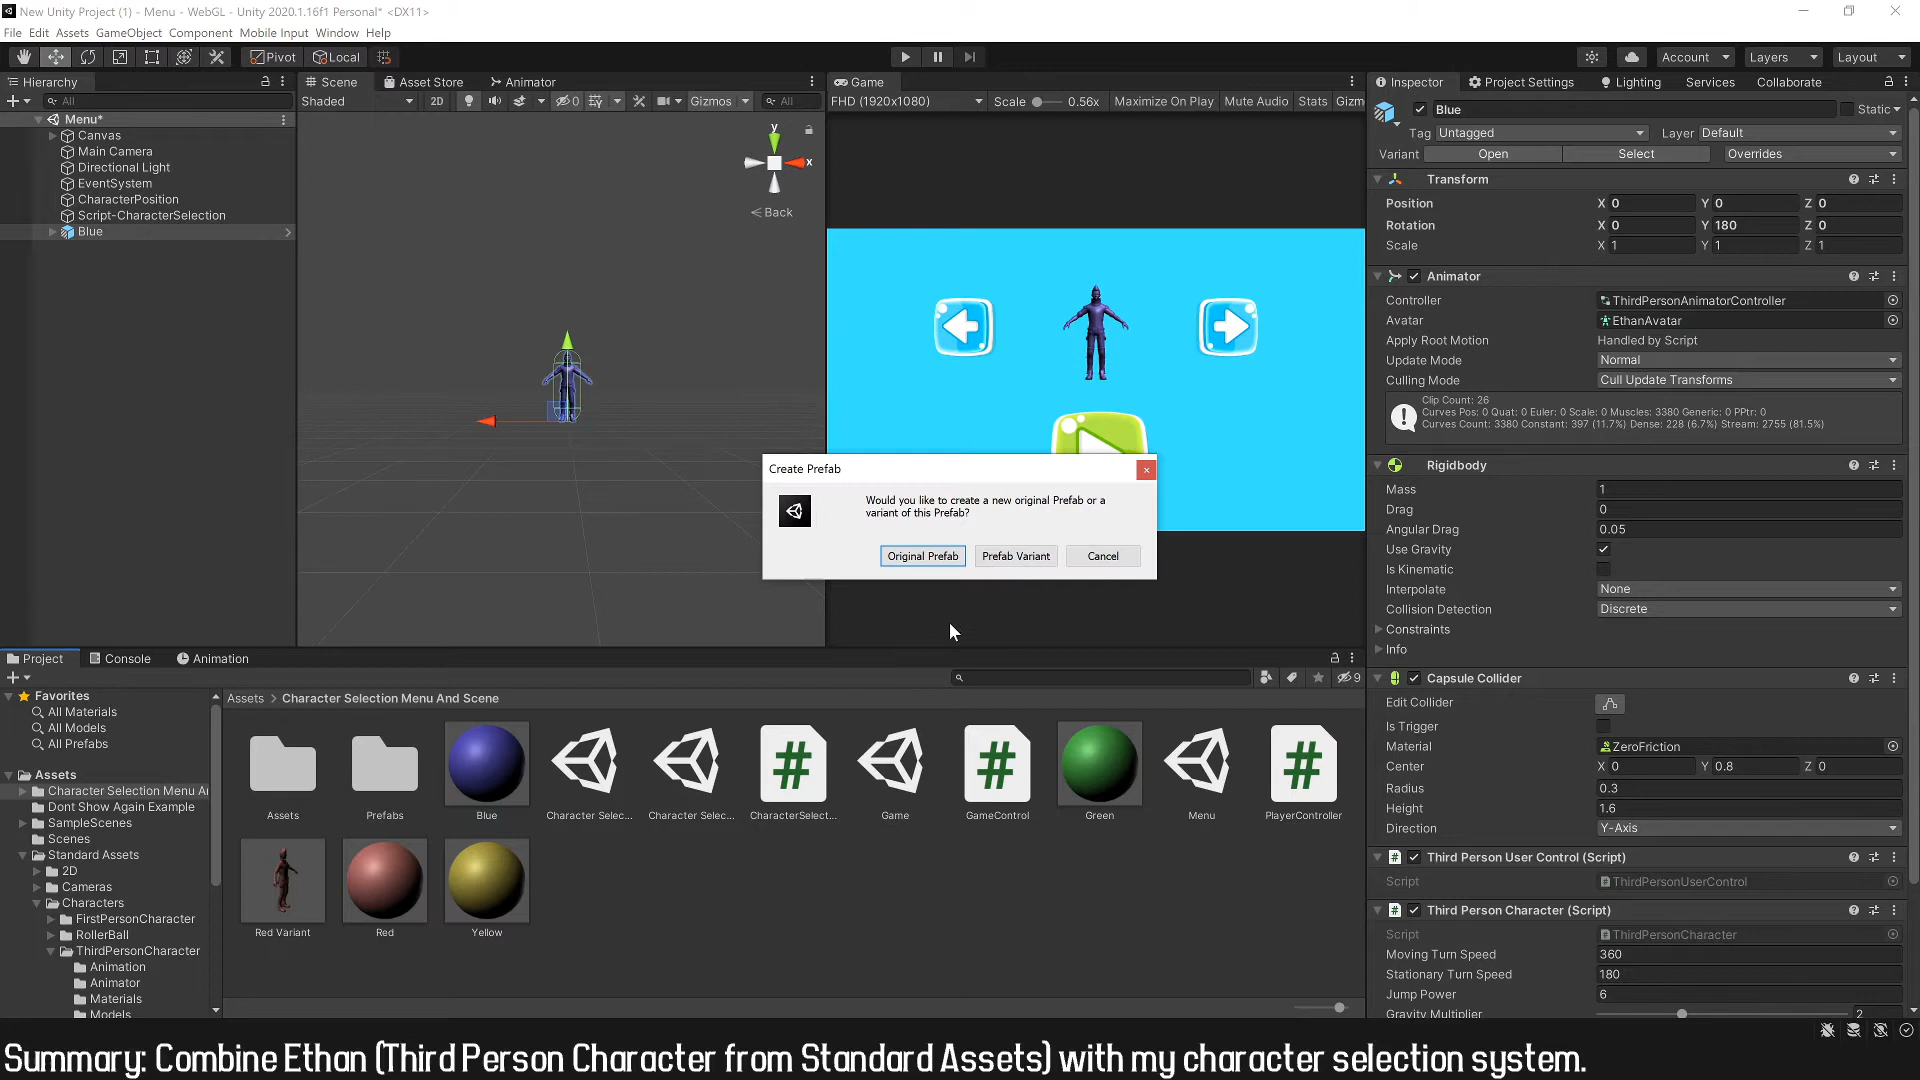 New Unity Project (1) - Menu - WebGL - Unity 2020.1.16f1 Personal* <DX11>
File Edit Assets GameObject Component Mobile Input Window Help
Pivot Local Account Layers Layout
Hierarchy
All
Menu*
Canvas
Main Camera
Directional Light
EventSystem
CharacterPosition
Script-CharacterSelection
Blue
Scene Asset Store Animator
Shaded 2D 0 Gizmos All
y
x
Back
Game
FHD (1920x1080) Scale 0.56x Maximize On Play Mute Audio Stats Gizm
Create Prefab
Would you like to create a new original Prefab or a
variant of this Prefab?
Original Prefab Prefab Variant Cancel
Inspector Project Settings Lighting Services Collaborate
Blue Static
Tag Untagged Layer Default
Variant Open Select Overrides
Transform
Position X 0 Y 0 Z 0
Rotation X 0 Y 180 Z 0
Scale X 1 Y 1 Z 1
Animator
Controller ThirdPersonAnimatorController
Avatar EthanAvatar
Apply Root Motion Handled by Script
Update Mode Normal
Culling Mode Cull Update Transforms
Clip Count: 26
Curves Pos: 0 Quat: 0 Euler: 0 Scale: 0 Muscles: 3380 Generic: 0 PPtr: 0
Curves Count: 3380 Constant: 397 (11.7%) Dense: 228 (6.7%) Stream: 2755 (81.5%)
Rigidbody
Mass 1
Drag 0
Angular Drag 0.05
Use Gravity
Is Kinematic
Interpolate None
Collision Detection Discrete
Constraints
Info
Capsule Collider
Edit Collider
Is Trigger
Material ZeroFriction
Center X 0 Y 0.8 Z 0
Radius 0.3
Height 1.6
Direction Y-Axis
Third Person User Control (Script)
Script ThirdPersonUserControl
Third Person Character (Script)
Script ThirdPersonCharacter
Moving Turn Speed 360
Stationary Turn Speed 180
Jump Power 6
Gravity Multiplier 2
Project Console Animation
9
Favorites
All Materials
All Models
All Prefabs
Assets
Character Selection Menu Ar
Dont Show Again Example
SampleScenes
Scenes
Standard Assets
2D
Cameras
Characters
FirstPersonCharacter
RollerBall
ThirdPersonCharacter
Animation
Animator
Materials
Models
Assets Character Selection Menu And Scene
Assets Prefabs Blue Character Selec... Character Selec... CharacterSelect... Game GameControl Green Menu PlayerController
Red Variant Red Yellow
Summary: Combine Ethan (Third Person Character from Standard Assets) with my character selection system.